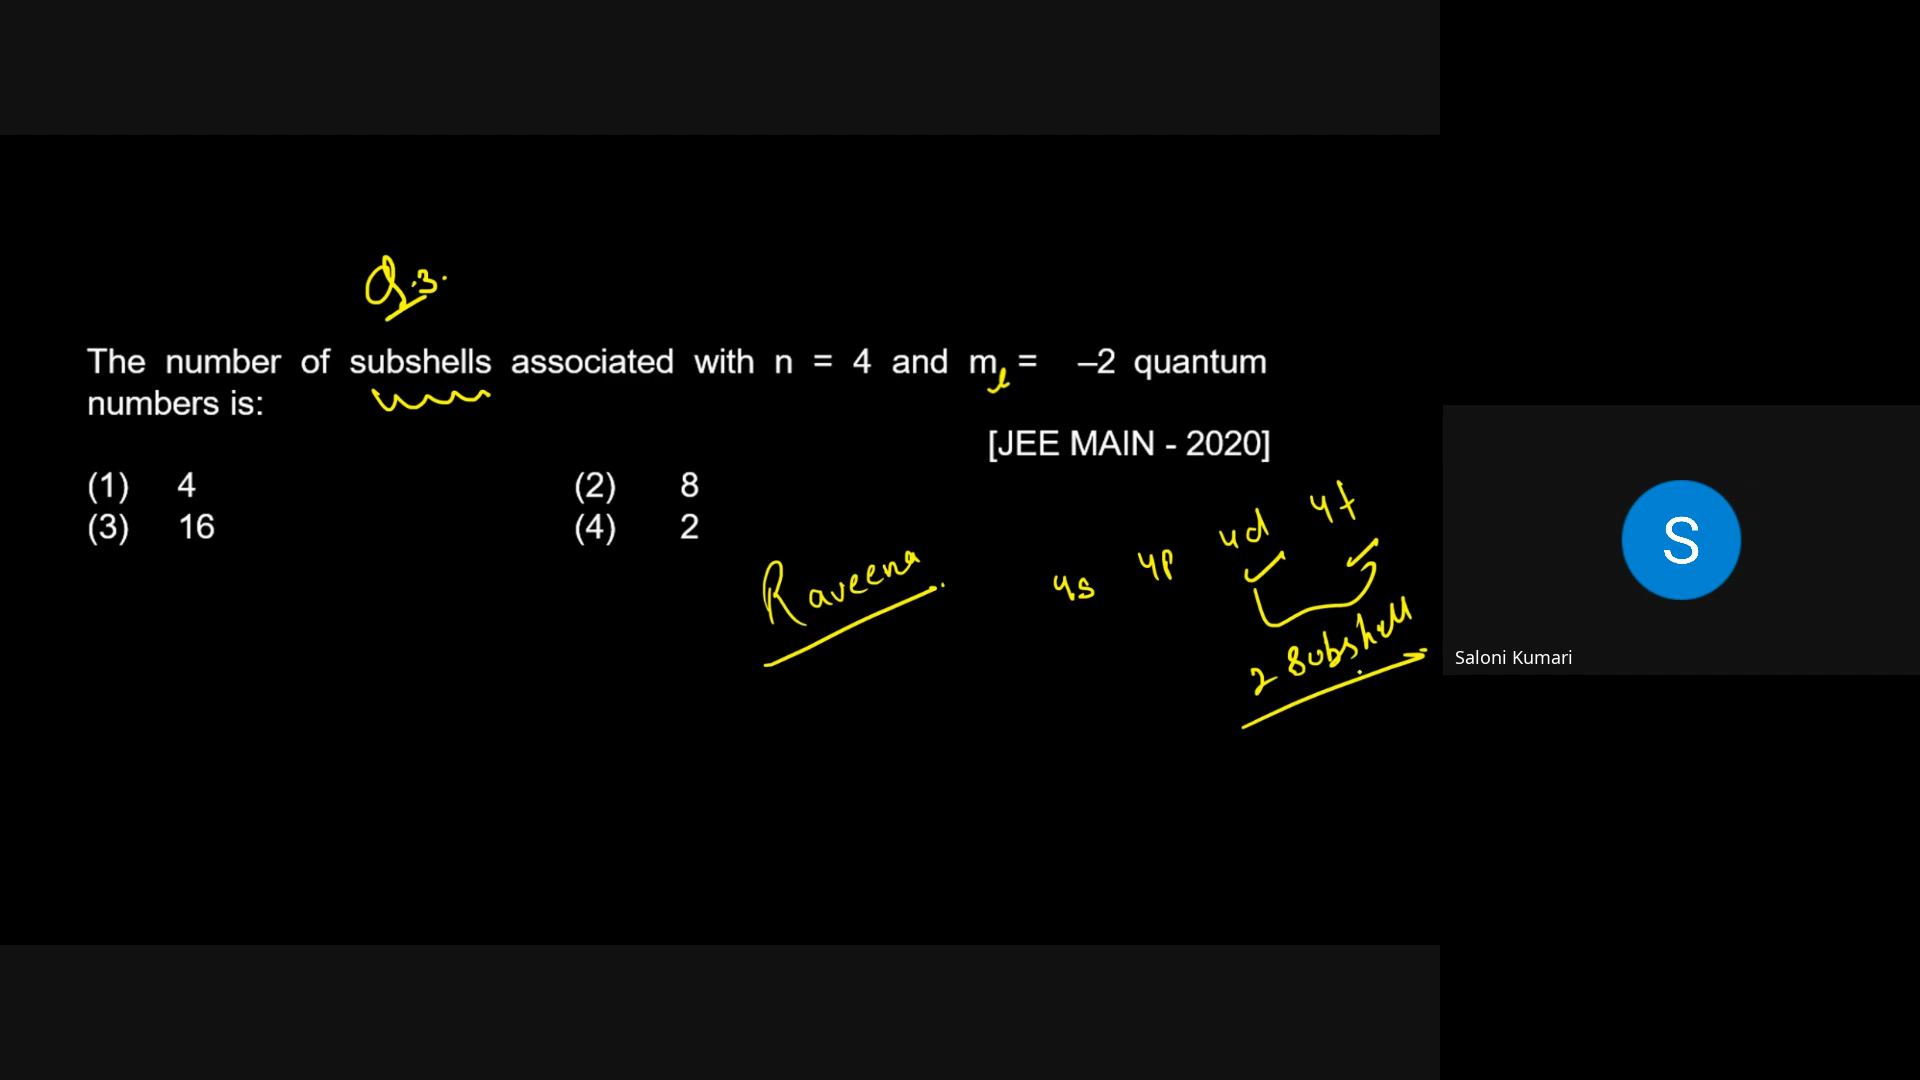 Q.3.
The number of subshells associated with n = 4 and mℓ = –2 quantum
numbers is:
[JEE MAIN - 2020]
(1) 4 (2) 8
(3) 16 (4) 2
Raveena
4s 4p 4d 4f
2 Subshell
S
Saloni Kumari